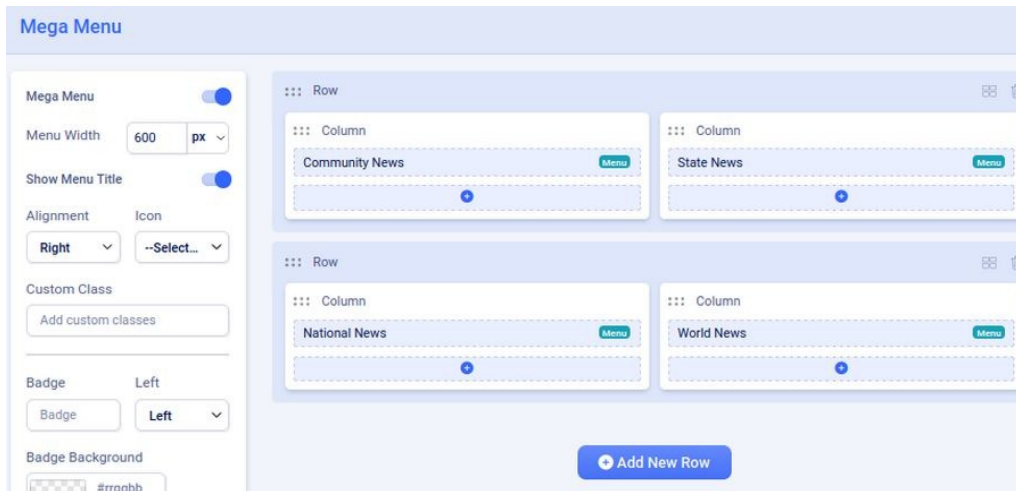 Mega Menu
Mega Menu
Menu Width 600 px
Show Menu Title
Alignment Icon
Right --Select...
Custom Class
Add custom classes
Badge Left
Badge Left
Badge Background
#rrggbb
Row
Column Column
Community News Menu State News Menu
Row
Column Column
National News Menu World News Menu
Add New Row